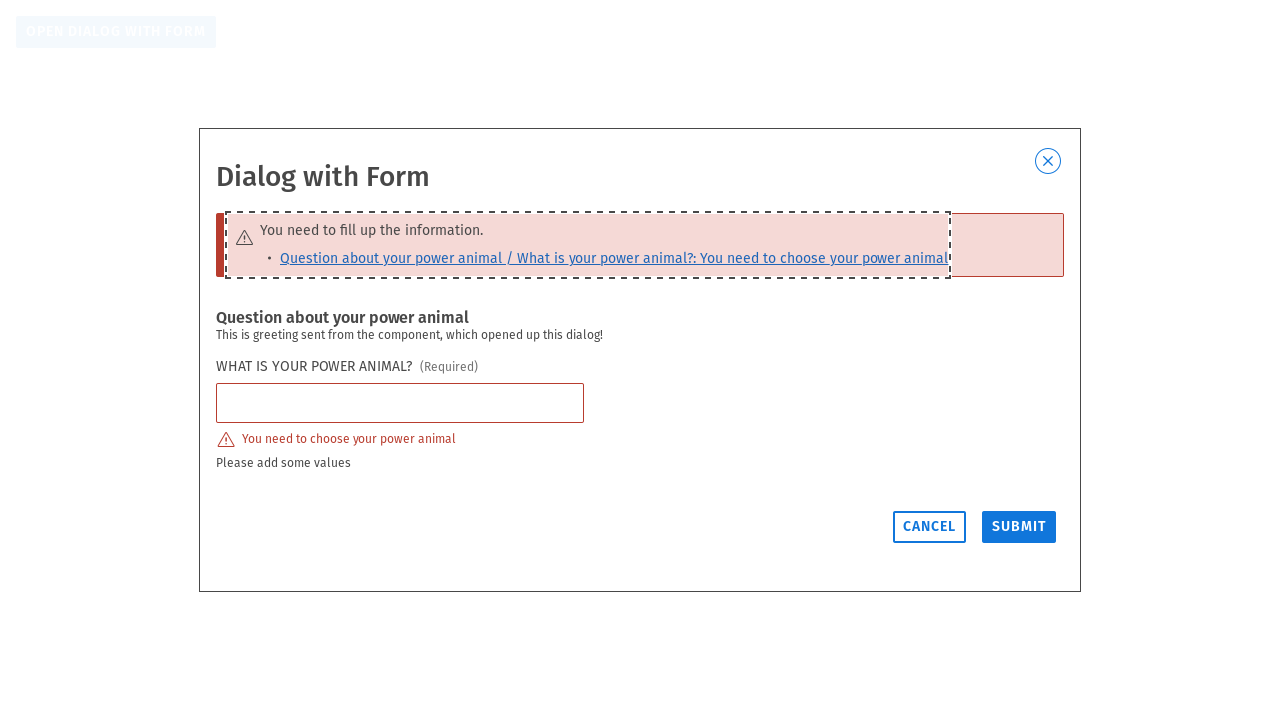 OPEN DIALOG WITH FORM
Dialog with Form
You need to fill up the information.
• Question about your power animal / What is your power animal?: You need to choose your power animal
Question about your power animal
This is greeting sent from the component, which opened up this dialog!
WHAT IS YOUR POWER ANIMAL? (Required)
You need to choose your power animal
Please add some values
CANCEL SUBMIT